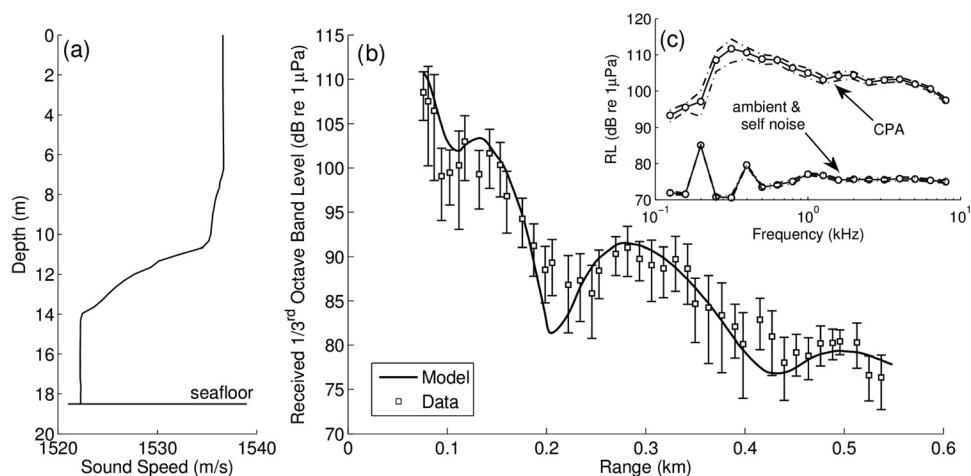 (a)
0
2
4
6
8
10
12
14
16
18
20
Depth (m)
seafloor
1520
1530
1540
Sound Speed (m/s)
(b)
115
110
105
100
95
90
85
80
75
70
Received 1/3rd Octave Band Level (dB re 1μPa)
Model
Data
0
0.1
0.2
0.3
0.4
0.5
0.6
Range (km)
(c)
120
110
100
90
80
70
RL (dB re 1μPa)
ambient &
self noise
CPA
10⁻¹
10⁰
10¹
Frequency (kHz)